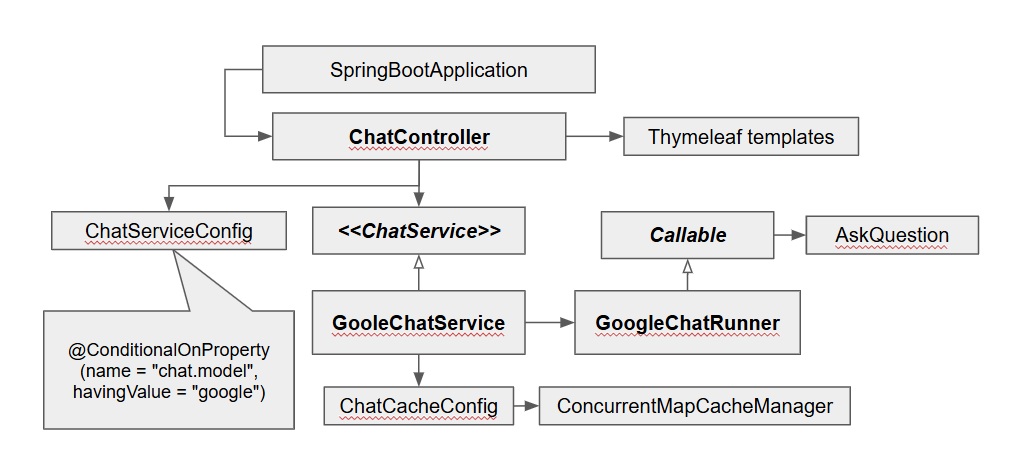 SpringBootApplication
ChatController
Thymeleaf templates
ChatServiceConfig
<<ChatService>>
Callable
AskQuestion
GooleChatService
GoogleChatRunner
@ConditionalOnProperty
(name = "chat.model",
havingValue = "google")
ChatCacheConfig
ConcurrentMapCacheManager